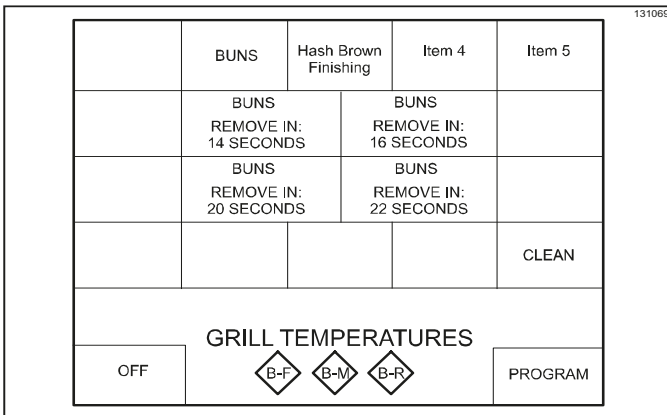 131069
BUNS
Hash Brown
Finishing
Item 4
Item 5
BUNS
REMOVE IN:
14 SECONDS
BUNS
REMOVE IN:
16 SECONDS
BUNS
REMOVE IN:
20 SECONDS
BUNS
REMOVE IN:
22 SECONDS
CLEAN
GRILL TEMPERATURES
OFF
B-F
B-M
B-R
PROGRAM